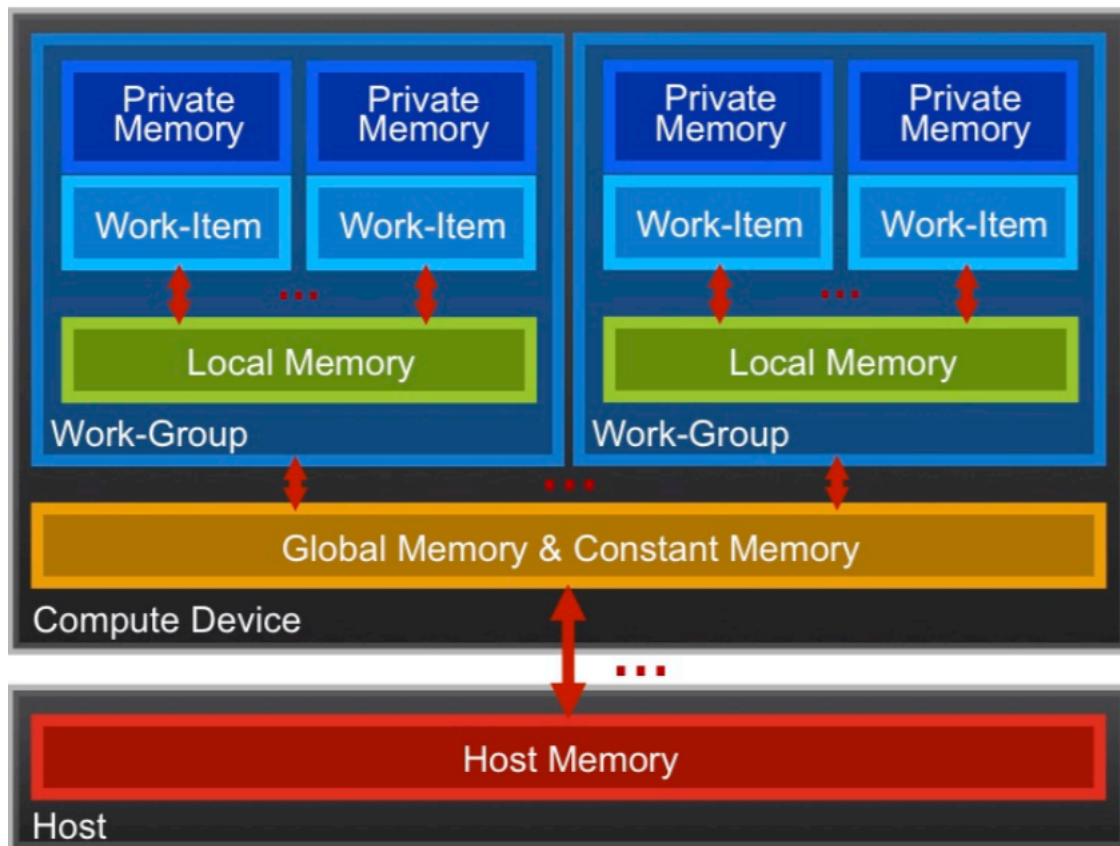 Private
Memory
Private
Memory
Private
Memory
Private
Memory
Work-Item
Work-Item
Work-Item
Work-Item
...
...
Local Memory
Local Memory
Work-Group
Work-Group
...
Global Memory & Constant Memory
Compute Device
...
Host Memory
Host